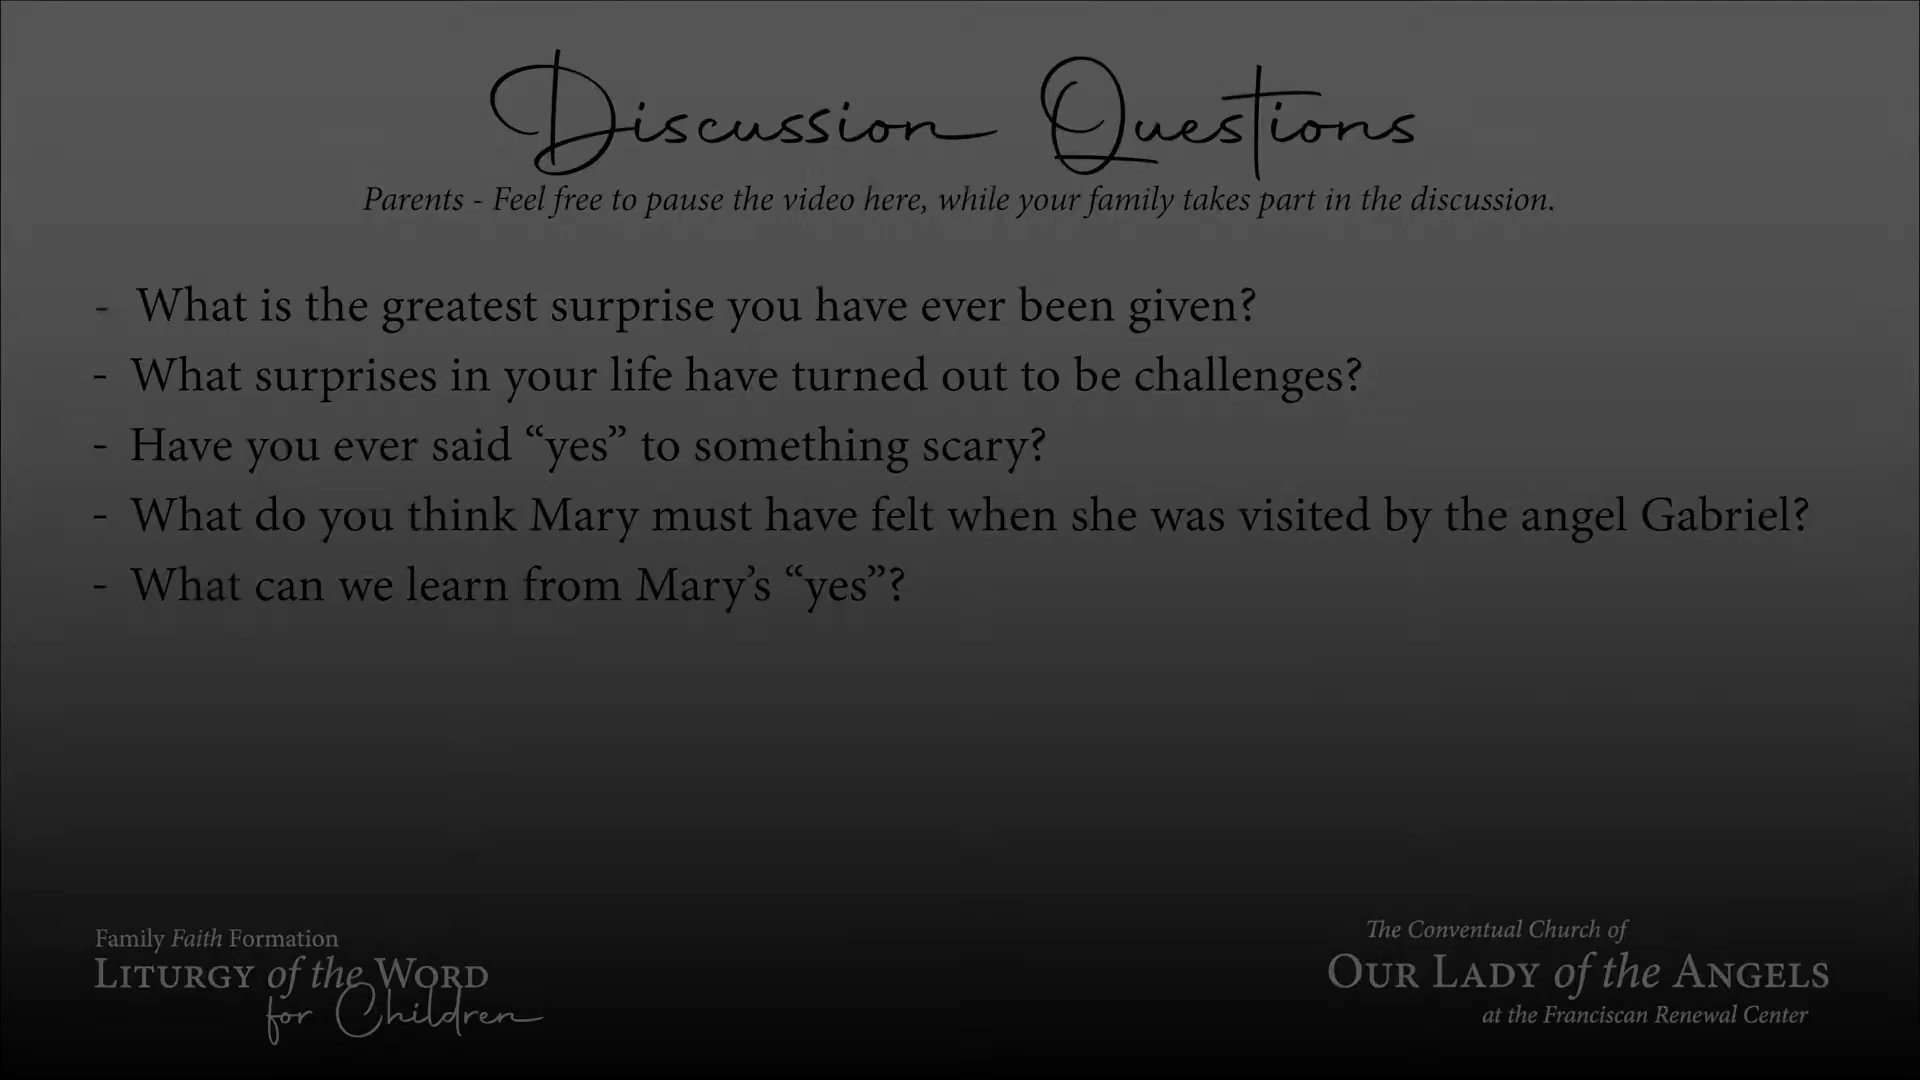 Discussion Questions
Parents - Feel free to pause the video here, while your family takes part in the discussion.
- What is the greatest surprise you have ever been given?
- What surprises in your life have turned out to be challenges?
- Have you ever said “yes” to something scary?
- What do you think Mary must have felt when she was visited by the angel Gabriel?
- What can we learn from Mary’s “yes”?
Family Faith Formation
LITURGY of the WORD
for Children
The Conventual Church of
OUR LADY of the ANGELS
at the Franciscan Renewal Center